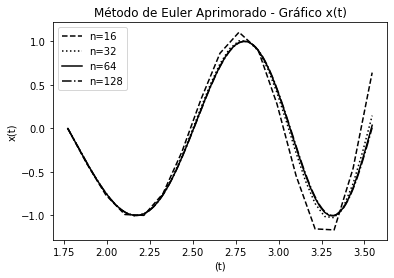 Método de Euler Aprimorado - Gráfico x(t)
n=16
n=32
n=64
n=128
1.0
0.5
0.0
−0.5
−1.0
x(t)
1.75 2.00 2.25 2.50 2.75 3.00 3.25 3.50
(t)